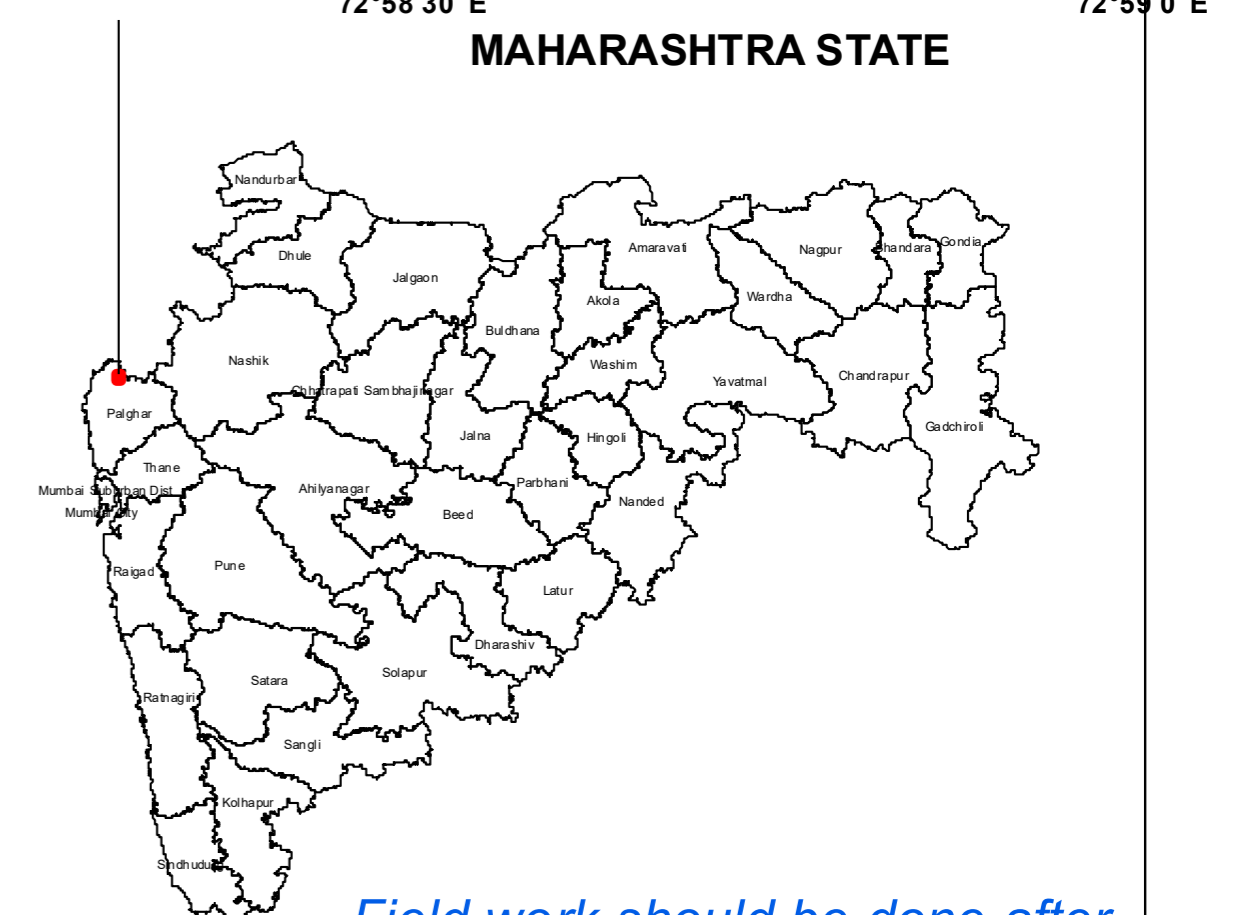 72°58'30" E
72°59'0" E
MAHARASHTRA STATE
Nandurbar
Dhule
Jalgaon
Amaravati
Nagpur
Bhandara
Gondia
Akola
Wardha
Buldhana
Nashik
Washim
Yavatmal
Chandrapur
Chhatrapati Sambhajinagar
Palghar
Jalna
Hingoli
Gadchiroli
Thane
Parbhani
Ahilyanagar
Mumbai Suburban Dist
Nanded
Mumbai City
Beed
Raigad
Pune
Latur
Dharashiv
Solapur
Satara
Ratnagiri
Sangli
Kolhapur
Sindhudurg
Field work should be done after